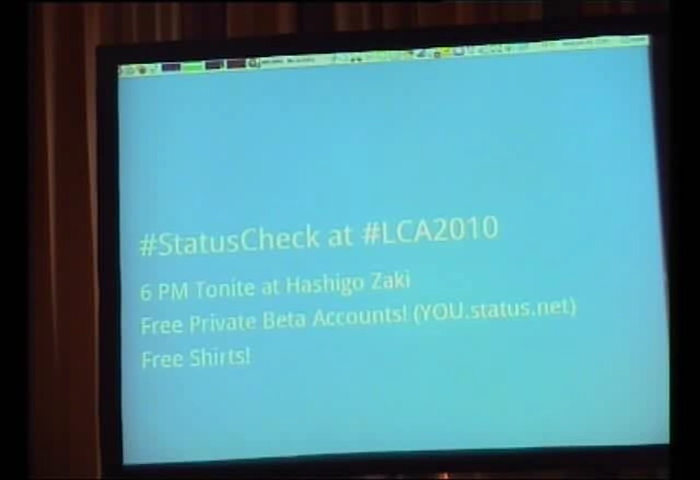 #StatusCheck at #LCA2010
6 PM Tonite at Hashigo Zaki
Free Private Beta Accounts! (YOU.status.net)
Free Shirts!